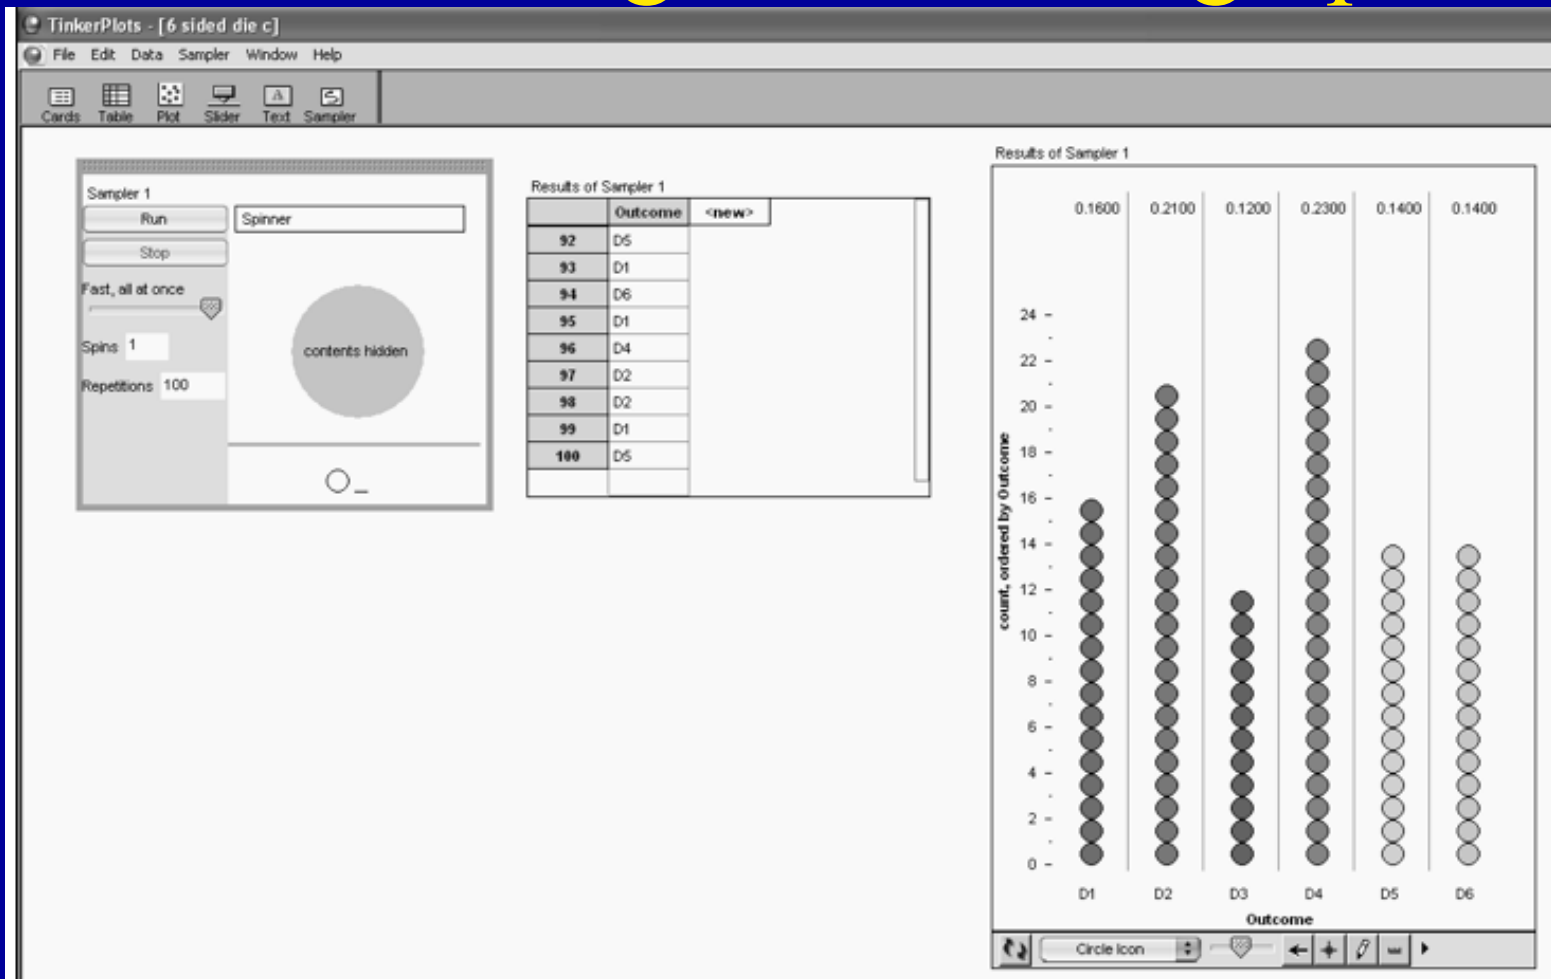 TinkerPlots - [6 sided die c]
File Edit Data Sampler Window Help
Cards Table Plot Slider Text Sampler
Sampler 1
Run
Spinner
Stop
Fast, all at once
Spins 1
Repetitions 100
contents hidden
Results of Sampler 1
Outcome <new>
92 D5
93 D1
94 D6
95 D1
96 D4
97 D2
98 D2
99 D1
100 D5
Results of Sampler 1
0.1600 0.2100 0.1200 0.2300 0.1400 0.1400
24
22
20
18
16
14
12
10
8
6
4
2
0
count, ordered by Outcome
D1 D2 D3 D4 D5 D6
Outcome
Circle Icon